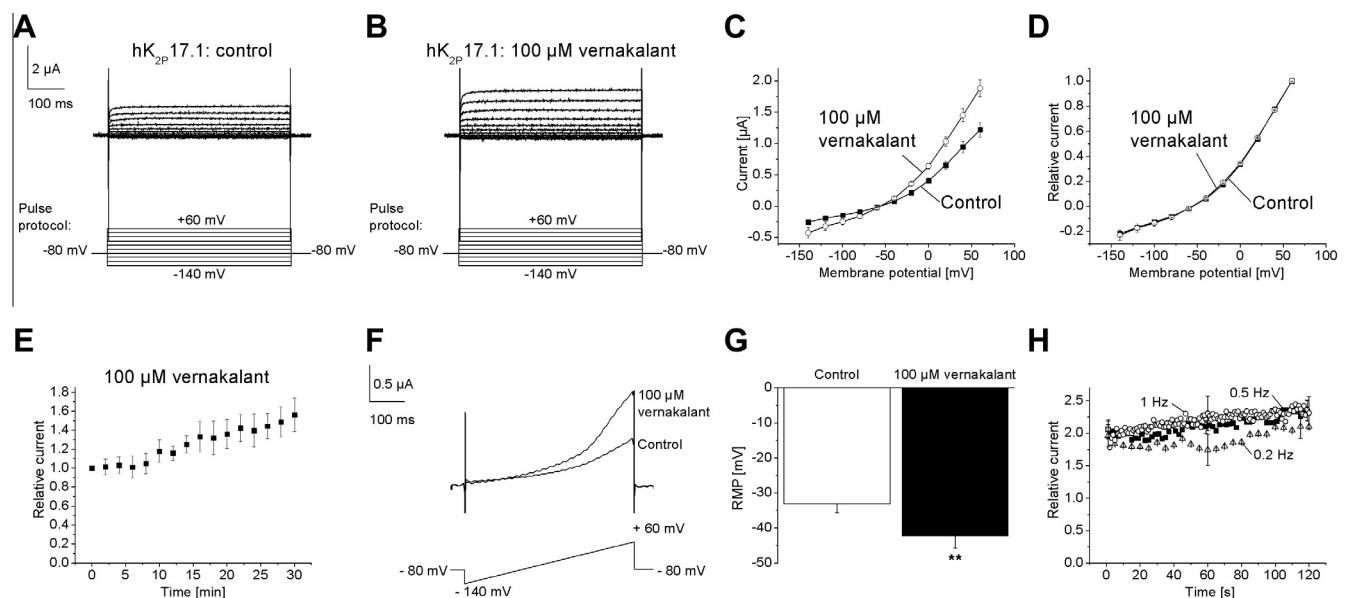 A
hK2P17.1: control
2 µA
100 ms
Pulse
protocol:
+60 mV
-80 mV
-80 mV
-140 mV
B
hK2P17.1: 100 µM vernakalant
Pulse
protocol:
+60 mV
-80 mV
-80 mV
-140 mV
C
2.0
1.5
1.0
0.5
0.0
-0.5
Current [µA]
100 µM
vernakalant
Control
-150 -100 -50 0 50 100
Membrane potential [mV]
D
1.0
0.8
0.6
0.4
0.2
0.0
-0.2
Relative current
100 µM
vernakalant
Control
-150 -100 -50 0 50 100
Membrane potential [mV]
E
100 µM vernakalant
1.8
1.6
1.4
1.2
1.0
0.8
0.6
0.4
0.2
0.0
Relative current
0 5 10 15 20 25 30
Time [min]
F
0.5 µA
100 ms
100 µM
vernakalant
Control
+ 60 mV
- 80 mV
- 80 mV
- 140 mV
G
Control 100 µM vernakalant
0
-10
-20
-30
-40
-50
RMP [mV]
**
H
2.5
2.0
1.5
1.0
0.5
0.0
Relative current
1 Hz
0.5 Hz
0.2 Hz
0 20 40 60 80 100 120
Time [s]